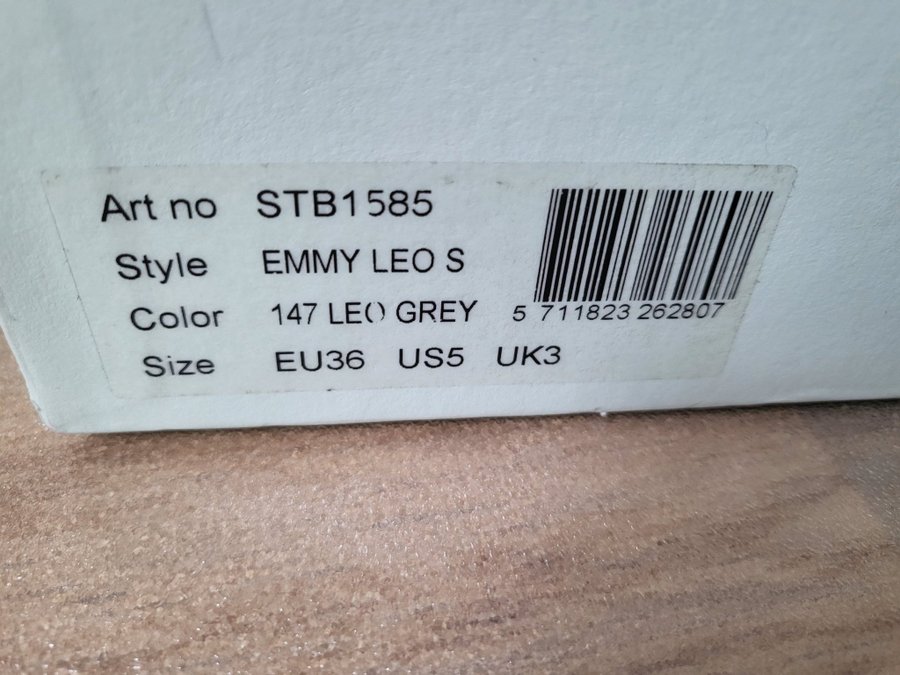 Art no STB1585
Style EMMY LEO S
Color 147 LEO GREY
Size EU36 US5 UK3
5 711823 262807